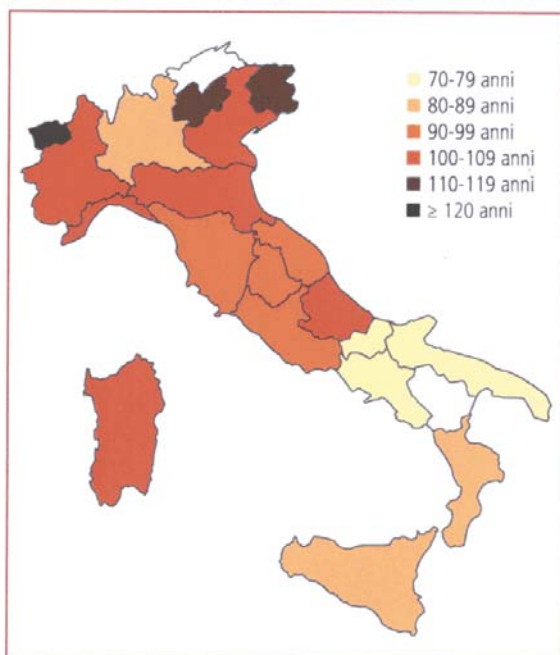 70-79 anni
80-89 anni
90-99 anni
100-109 anni
110-119 anni
≥ 120 anni